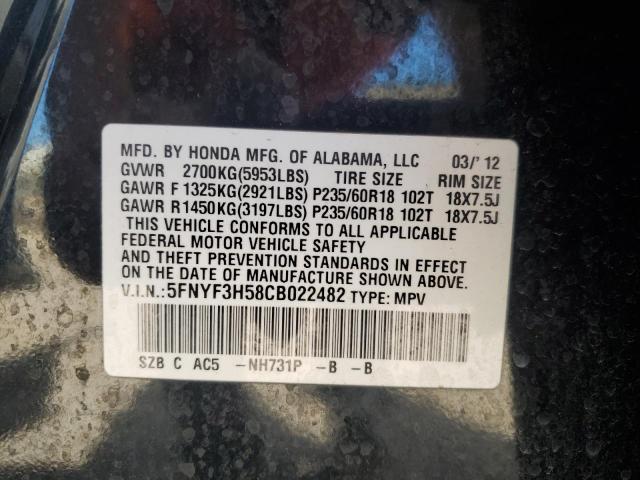 MFD. BY HONDA MFG. OF ALABAMA, LLC 03/' 12
GVWR 2700KG(5953LBS) TIRE SIZE RIM SIZE
GAWR F 1325KG(2921LBS) P235/60R18 102T 18X7.5J
GAWR R1450KG(3197LBS) P235/60R18 102T 18X7.5J
THIS VEHICLE CONFORMS TO ALL APPLICABLE
FEDERAL MOTOR VEHICLE SAFETY
AND THEFT PREVENTION STANDARDS IN EFFECT
ON THE DATE OF MANUFACTURE SHOWN ABOVE.
V.I.N.:5FNYF3H58CB022482 TYPE: MPV
SZB C AC5 -NH731P -B -B